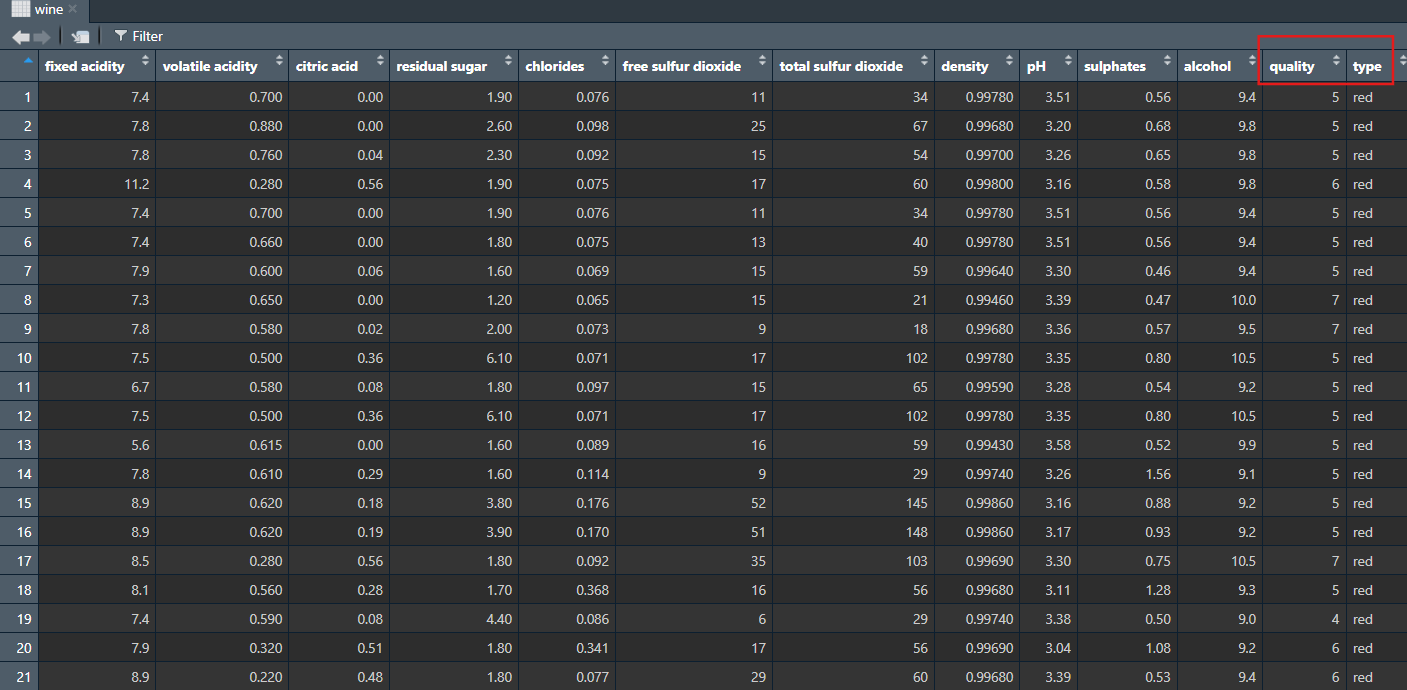 wine
Filter
fixed acidity volatile acidity citric acid residual sugar chlorides free sulfur dioxide total sulfur dioxide density pH sulphates alcohol quality type
1 7.4 0.700 0.00 1.90 0.076 11 34 0.99780 3.51 0.56 9.4 5 red
2 7.8 0.880 0.00 2.60 0.098 25 67 0.99680 3.20 0.68 9.8 5 red
3 7.8 0.760 0.04 2.30 0.092 15 54 0.99700 3.26 0.65 9.8 5 red
4 11.2 0.280 0.56 1.90 0.075 17 60 0.99800 3.16 0.58 9.8 6 red
5 7.4 0.700 0.00 1.90 0.076 11 34 0.99780 3.51 0.56 9.4 5 red
6 7.4 0.660 0.00 1.80 0.075 13 40 0.99780 3.51 0.56 9.4 5 red
7 7.9 0.600 0.06 1.60 0.069 15 59 0.99640 3.30 0.46 9.4 5 red
8 7.3 0.650 0.00 1.20 0.065 15 21 0.99460 3.39 0.47 10.0 7 red
9 7.8 0.580 0.02 2.00 0.073 9 18 0.99680 3.36 0.57 9.5 7 red
10 7.5 0.500 0.36 6.10 0.071 17 102 0.99780 3.35 0.80 10.5 5 red
11 6.7 0.580 0.08 1.80 0.097 15 65 0.99590 3.28 0.54 9.2 5 red
12 7.5 0.500 0.36 6.10 0.071 17 102 0.99780 3.35 0.80 10.5 5 red
13 5.6 0.615 0.00 1.60 0.089 16 59 0.99430 3.58 0.52 9.9 5 red
14 7.8 0.610 0.29 1.60 0.114 9 29 0.99740 3.26 1.56 9.1 5 red
15 8.9 0.620 0.18 3.80 0.176 52 145 0.99860 3.16 0.88 9.2 5 red
16 8.9 0.620 0.19 3.90 0.170 51 148 0.99860 3.17 0.93 9.2 5 red
17 8.5 0.280 0.56 1.80 0.092 35 103 0.99690 3.30 0.75 10.5 7 red
18 8.1 0.560 0.28 1.70 0.368 16 56 0.99680 3.11 1.28 9.3 5 red
19 7.4 0.590 0.08 4.40 0.086 6 29 0.99740 3.38 0.50 9.0 4 red
20 7.9 0.320 0.51 1.80 0.341 17 56 0.99690 3.04 1.08 9.2 6 red
21 8.9 0.220 0.48 1.80 0.077 29 60 0.99680 3.39 0.53 9.4 6 red